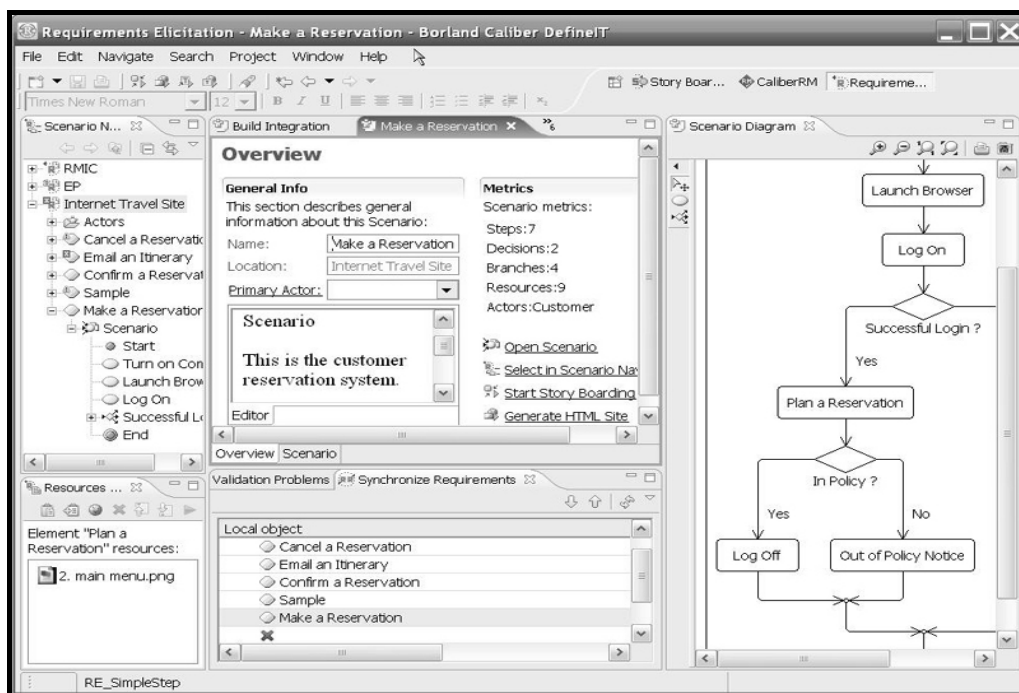 Requirements Elicitation - Make a Reservation - Borland Caliber DefineIT
File Edit Navigate Search Project Window Help
Story Boar... CaliberRM Requireme...
Times New Roman 12 B I U
Scenario N...
RMIC
EP
Internet Travel Site
Actors
Cancel a Reservatic
Email an Itinerary
Confirm a Reservat
Sample
Make a Reservation
Scenario
Start
Turn on Com
Launch Brow
Log On
Successful Lo
End
Build Integration Make a Reservation 6
Overview
General Info
This section describes general
information about this Scenario:
Name: Make a Reservation
Location: Internet Travel Site
Primary Actor:
Scenario
This is the customer
reservation system.
Editor
Metrics
Scenario metrics:
Steps:7
Decisions:2
Branches:4
Resources:9
Actors:Customer
Open Scenario
Select in Scenario Nav
Start Story Boarding
Generate HTML Site
Overview Scenario
Scenario Diagram
Launch Browser
Log On
Successful Login ?
Yes
Plan a Reservation
In Policy ?
Yes No
Log Off Out of Policy Notice
Resources ...
Element "Plan a
Reservation" resources:
2. main menu.png
Validation Problems Synchronize Requirements
Local object
Cancel a Reservation
Email an Itinerary
Confirm a Reservation
Sample
Make a Reservation
RE_SimpleStep